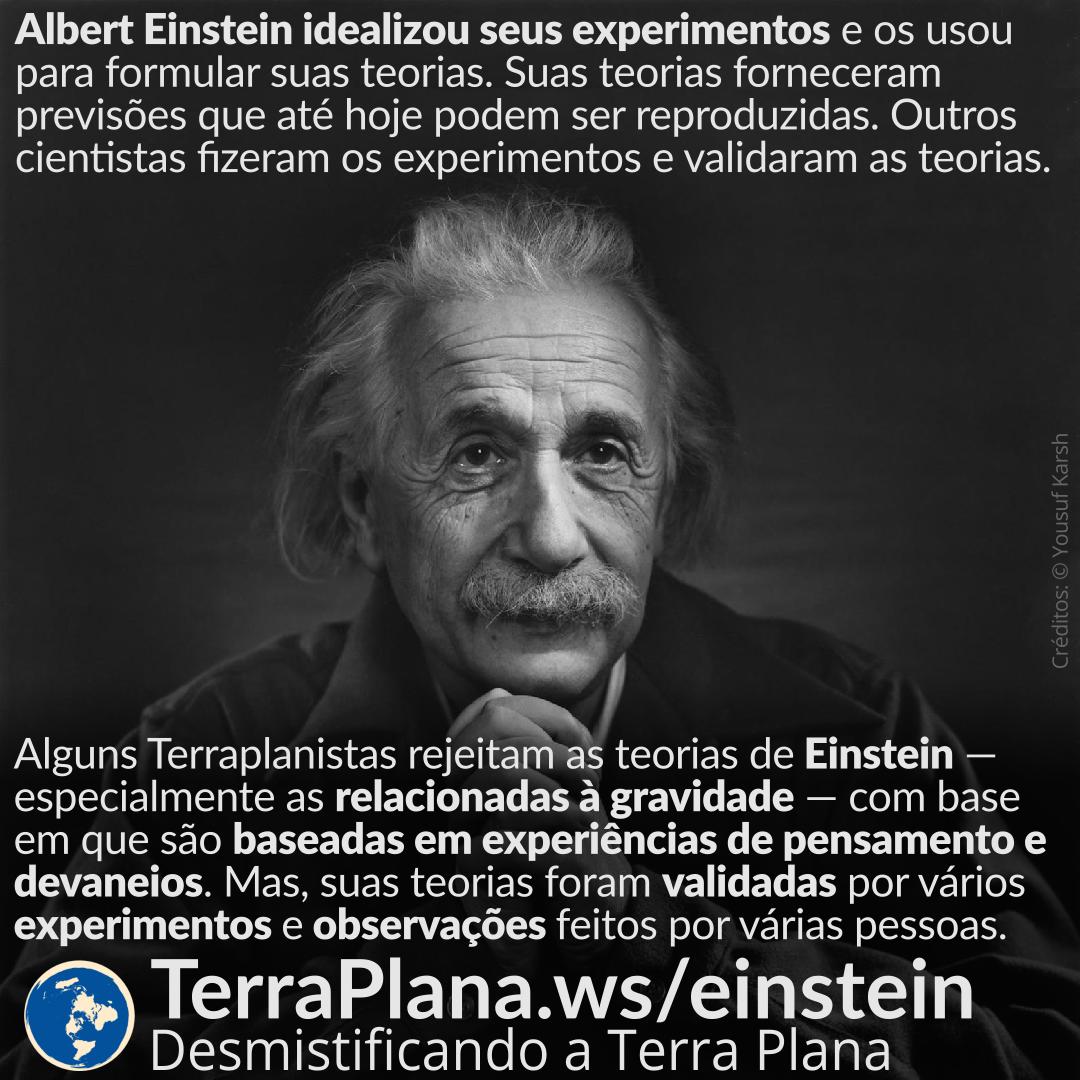 Albert Einstein idealizou seus experimentos e os usou
para formular suas teorias. Suas teorias forneceram
previsões que até hoje podem ser reproduzidas. Outros
cientistas fizeram os experimentos e validaram as teorias.
Créditos: © Yousuf Karsh
Alguns Terraplanistas rejeitam as teorias de Einstein —
especialmente as relacionadas à gravidade — com base
em que são baseadas em experiências de pensamento e
devaneios. Mas, suas teorias foram validadas por vários
experimentos e observações feitos por várias pessoas.
TerraPlana.ws/einstein
Desmistificando a Terra Plana